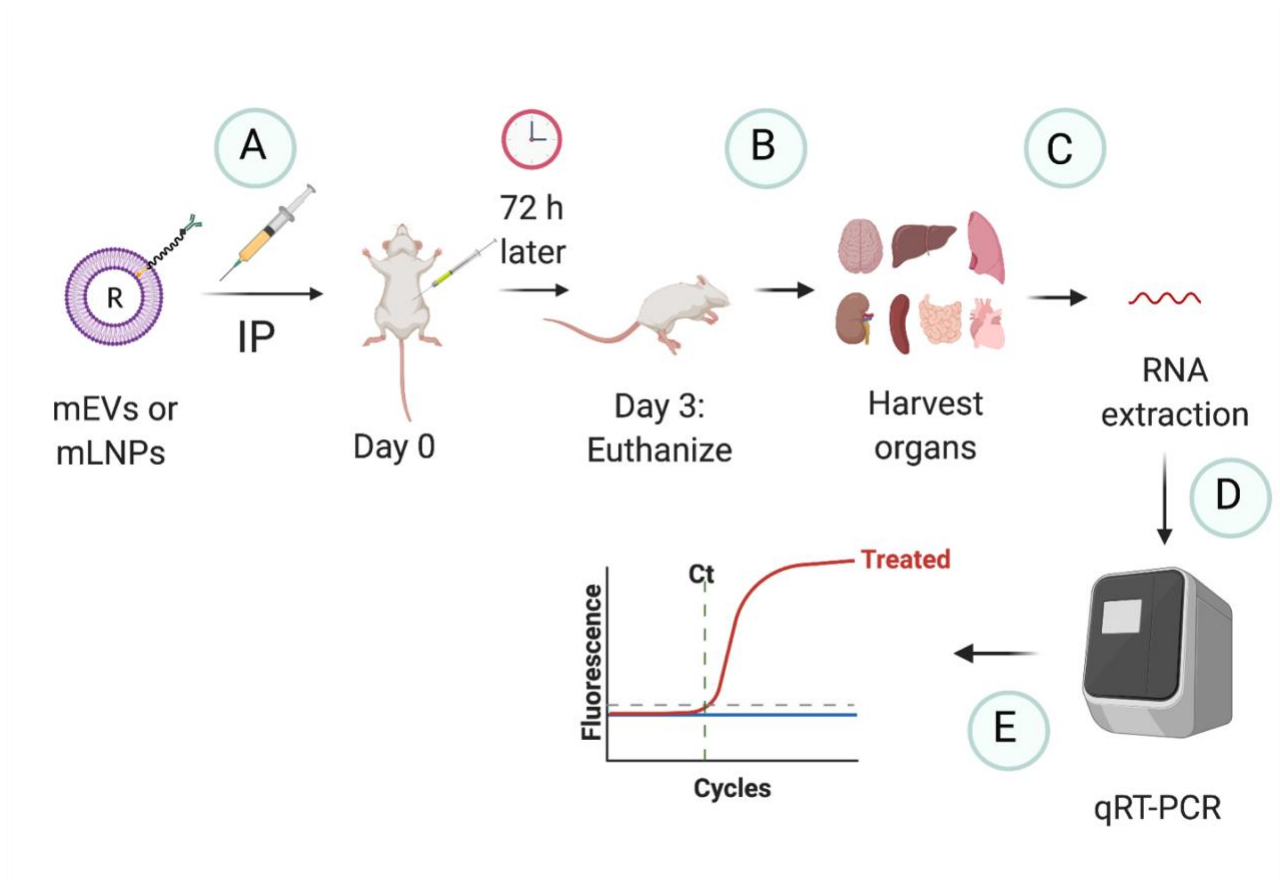 A
B
C
72 h
later
R
IP
mEVs or
mLNPs
Day 0
Day 3:
Euthanize
Harvest
organs
RNA
extraction
D
Ct
Treated
Fluorescence
Cycles
E
qRT-PCR